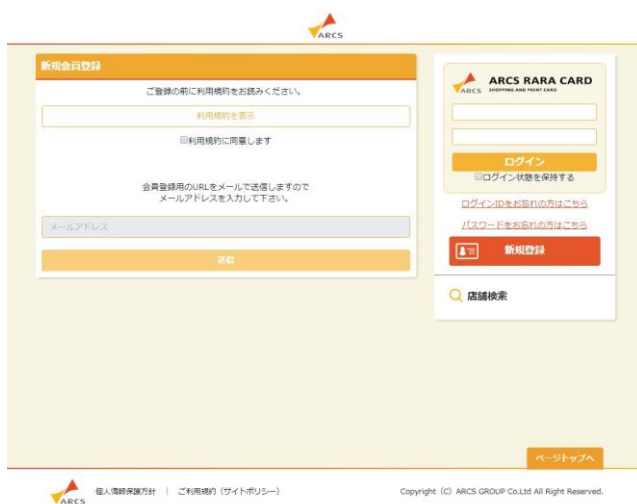 ARCS
新規会員登録
ご登録の前に利用規約をお読みください。
利用規約を表示
利用規約に同意します
会員登録用のURLをメールで送信しますので
メールアドレスを入力して下さい。
メールアドレス
送信
ARCS
ARCS RARA CARD
SHOPPING AND POINT CARD
ログイン
ログイン状態を保持する
ログインIDをお忘れの方はこちら
パスワードをお忘れの方はこちら
新規登録
店舗検索
ページトップへ
ARCS
個人情報保護方針 | ご利用規約（サイトポリシー）
Copyright（C）ARCS GROUP Co.Ltd All Right Reserved.